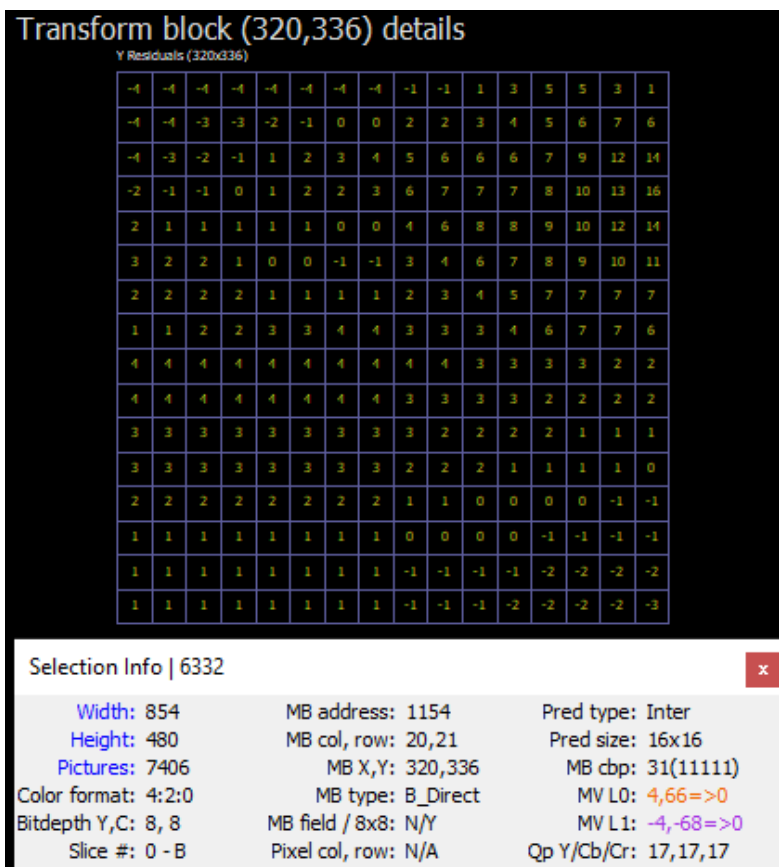 Transform block (320,336) details
Y Residuals (320x336)
-4 -4 -4 -4 -4 -4 -4 -4 -1 -1 1 3 5 5 3 1
-4 -4 -3 -3 -2 -1 0 0 2 2 3 4 5 6 7 6
-4 -3 -2 -1 1 2 3 4 5 6 6 6 7 9 12 14
-2 -1 -1 0 1 2 2 3 6 7 7 7 8 10 13 16
2 1 1 1 1 1 0 0 4 6 8 8 9 10 12 14
3 2 2 1 0 0 -1 -1 3 4 6 7 8 9 10 11
2 2 2 2 1 1 1 1 2 3 4 5 7 7 7 7
1 1 2 2 3 3 4 4 3 3 3 4 6 7 7 6
4 4 4 4 4 4 4 4 4 4 3 3 3 3 2 2
4 4 4 4 4 4 4 4 3 3 3 3 2 2 2 2
3 3 3 3 3 3 3 3 3 2 2 2 2 1 1 1
3 3 3 3 3 3 3 3 2 2 2 1 1 1 1 0
2 2 2 2 2 2 2 2 1 1 0 0 0 0 -1 -1
1 1 1 1 1 1 1 1 0 0 0 0 -1 -1 -1 -1
1 1 1 1 1 1 1 1 -1 -1 -1 -1 -2 -2 -2 -2
1 1 1 1 1 1 1 1 -1 -1 -1 -2 -2 -2 -2 -3
Selection Info | 6332 x
Width: 854 MB address: 1154 Pred type: Inter
Height: 480 MB col, row: 20,21 Pred size: 16x16
Pictures: 7406 MB X,Y: 320,336 MB cbp: 31(11111)
Color format: 4:2:0 MB type: B_Direct MV L0: 4,66=>0
Bitdepth Y,C: 8, 8 MB field / 8x8: N/Y MV L1: -4,-68=>0
Slice #: 0 - B Pixel col, row: N/A Qp Y/Cb/Cr: 17,17,17